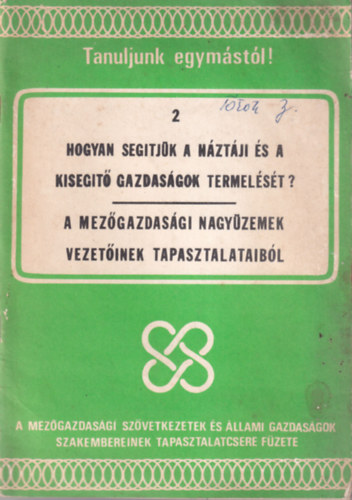 Tanuljunk egymástól!
2
HOGYAN SEGITJÜK A HÁZTÁJI ÉS A
KISEGITŐ GAZDASÁGOK TERMELÉSÉT?
A MEZŐGAZDASÁGI NAGYÜZEMEK
VEZETŐINEK TAPASZTALATAIBÓL
A MEZŐGAZDASÁGI SZÖVETKEZETEK ÉS ÁLLAMI GAZDASÁGOK
SZAKEMBEREINEK TAPASZTALATCSERE FÜZETE